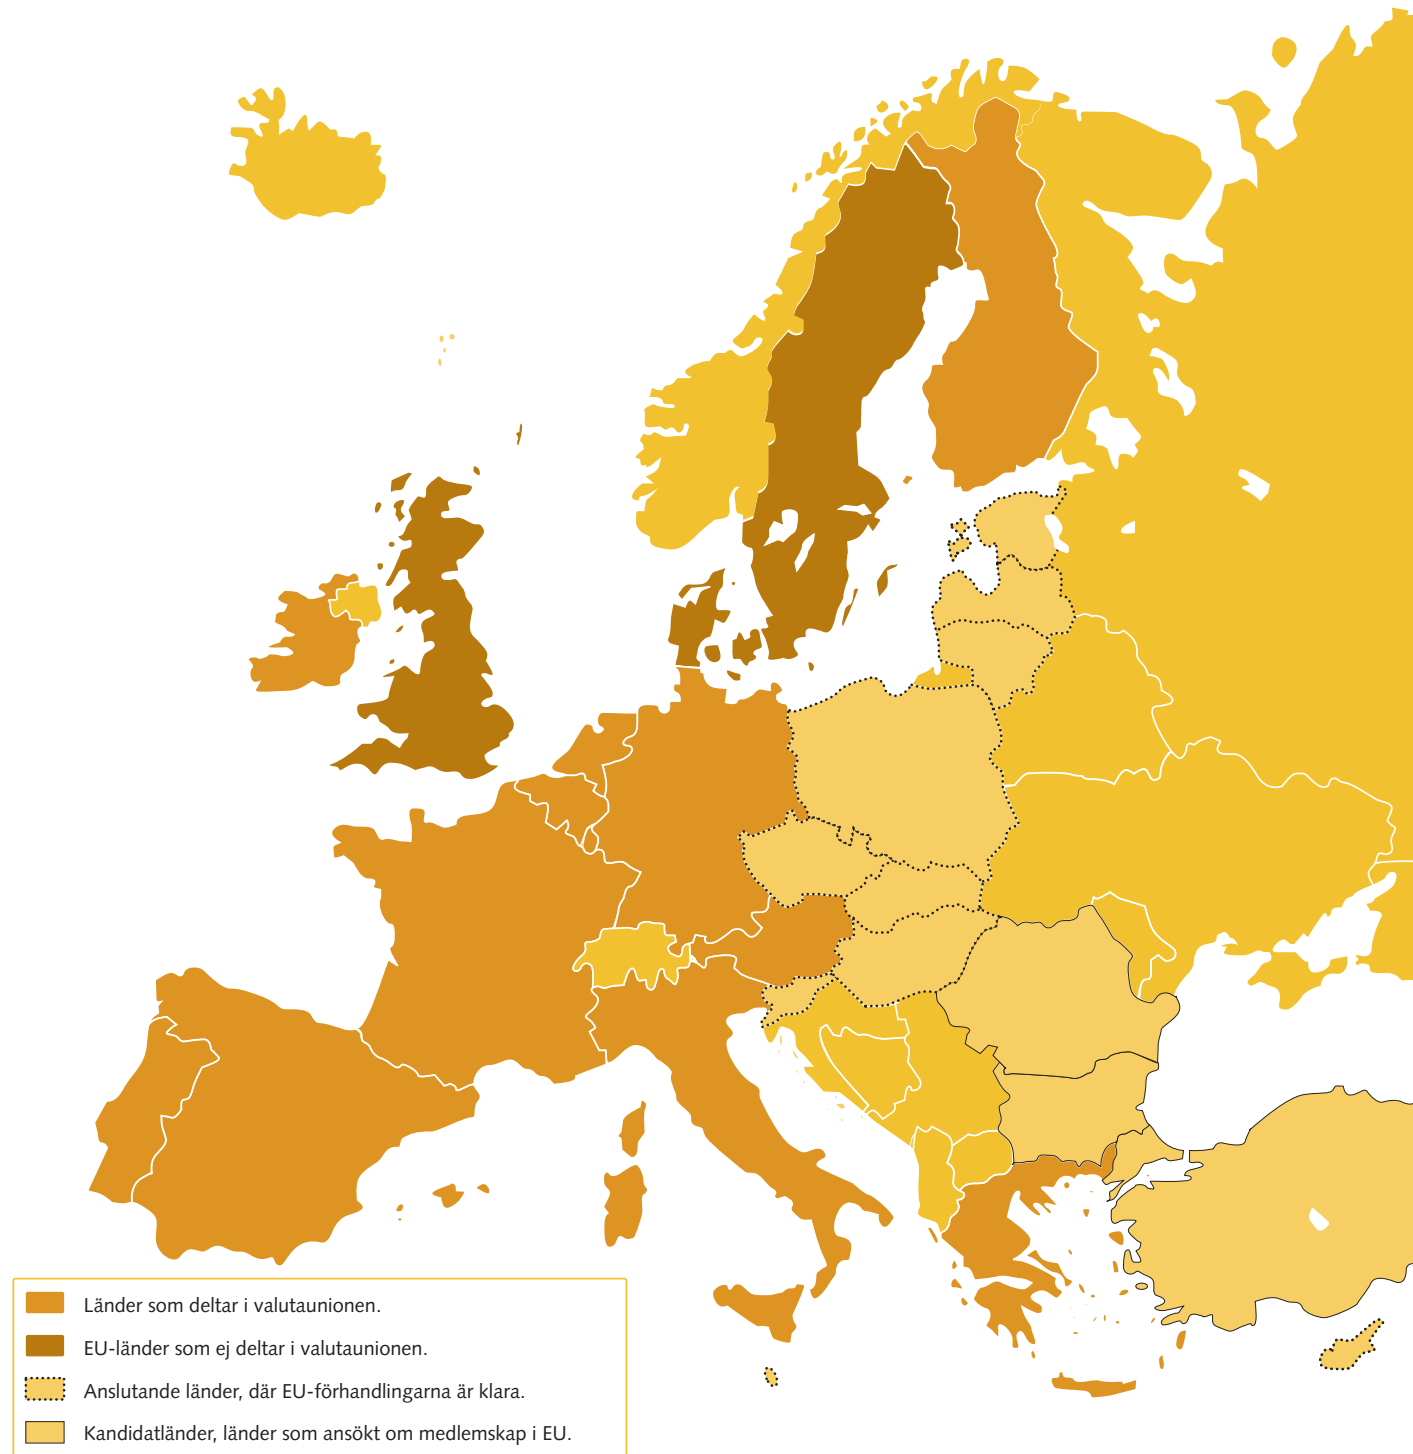 Länder som deltar i valutaunionen.
EU-länder som ej deltar i valutaunionen.
Anslutande länder, där EU-förhandlingarna är klara.
Kandidatländer, länder som ansökt om medlemskap i EU.